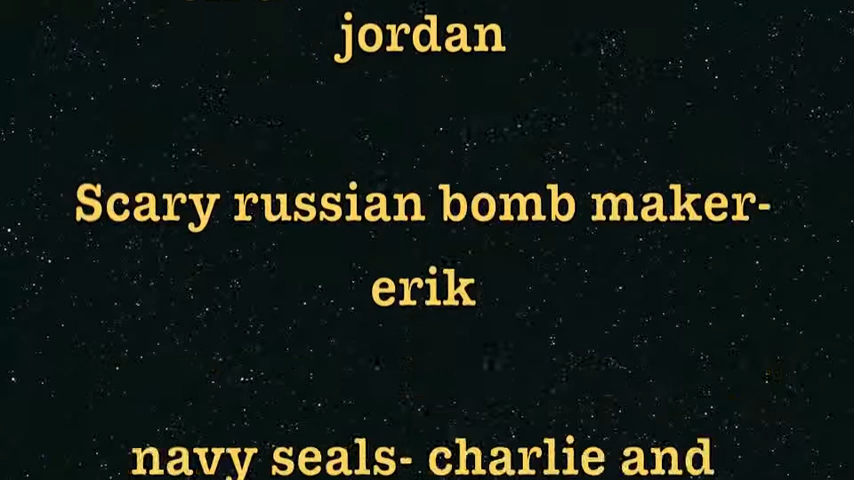 jordan
Scary russian bomb maker-
erik
navy seals- charlie and